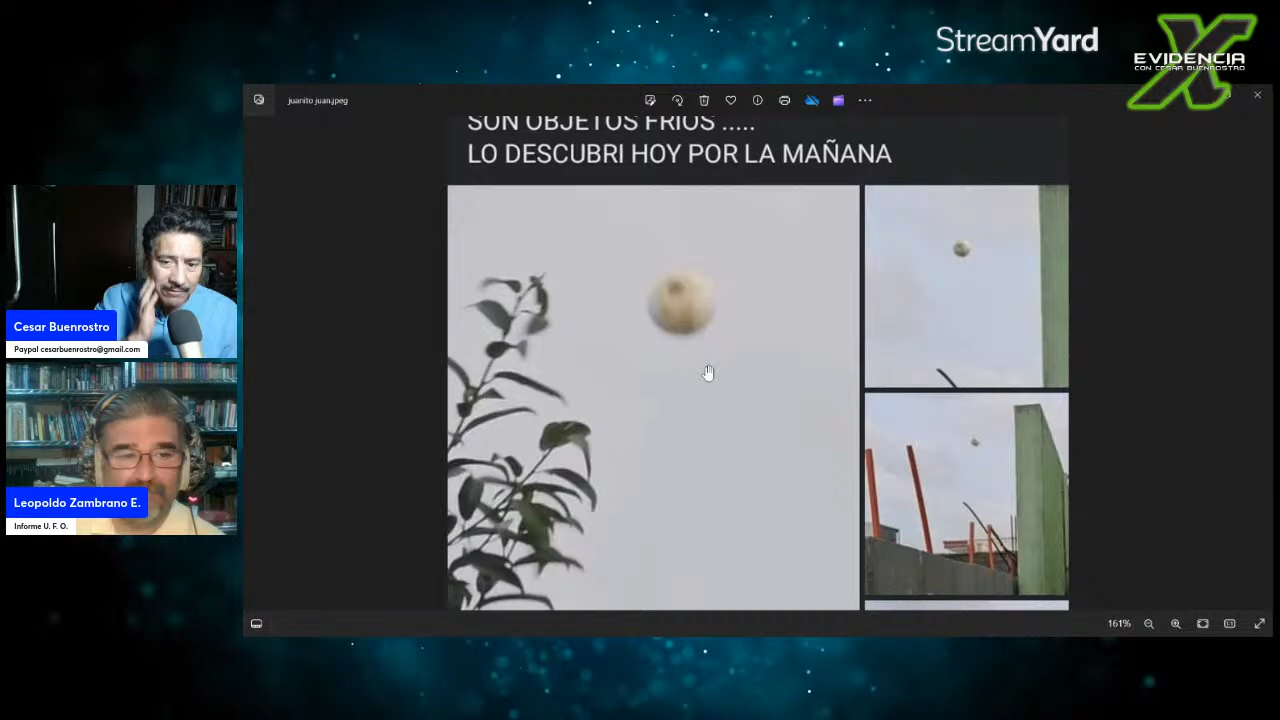 StreamYard
X
EVIDENCIA
CON CESAR BUENROSTRO
juanito juan.jpeg
SON OBJETOS FRIOS .....
LO DESCUBRI HOY POR LA MAÑANA
Cesar Buenrostro
Paypal cesarbuenrostro@gmail.com
Leopoldo Zambrano E.
Informe U. F. O.
161%